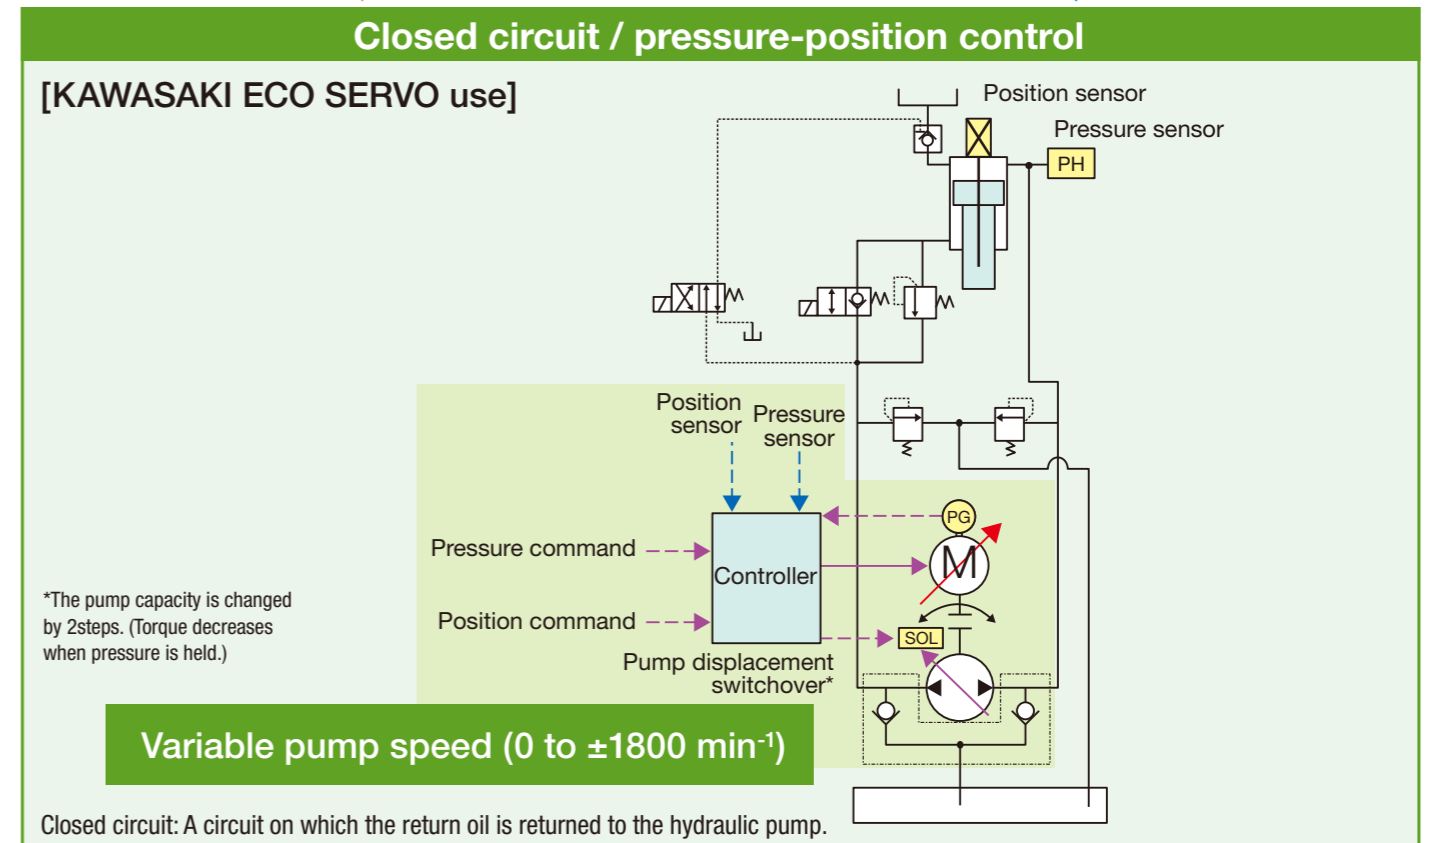 Closed circuit / pressure-position control
[KAWASAKI ECO SERVO use]
Position sensor
Pressure sensor
PH
Position
sensor
Pressure
sensor
PG
Pressure command
M
Controller
*The pump capacity is changed
by 2steps. (Torque decreases
when pressure is held.)
Position command
SOL
Pump displacement
switchover*
Variable pump speed (0 to ±1800 min-1)
Closed circuit: A circuit on which the return oil is returned to the hydraulic pump.